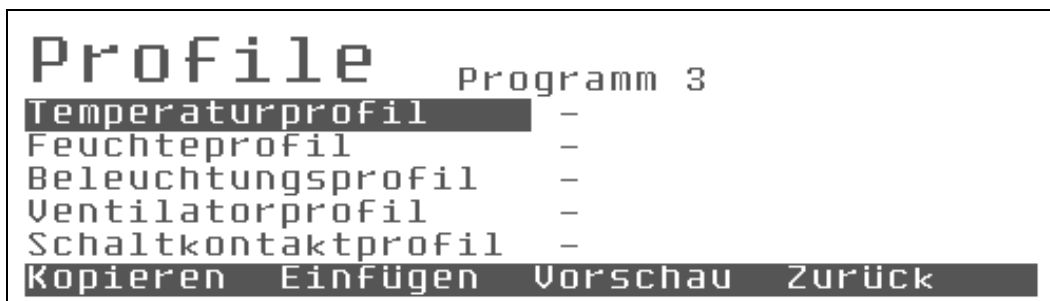 Profile Programm 3
Temperaturprofil –
Feuchteprofil –
Beleuchtungsprofil –
Ventilatorprofil –
Schaltkontaktprofil –
Kopieren Einfügen Vorschau Zurück